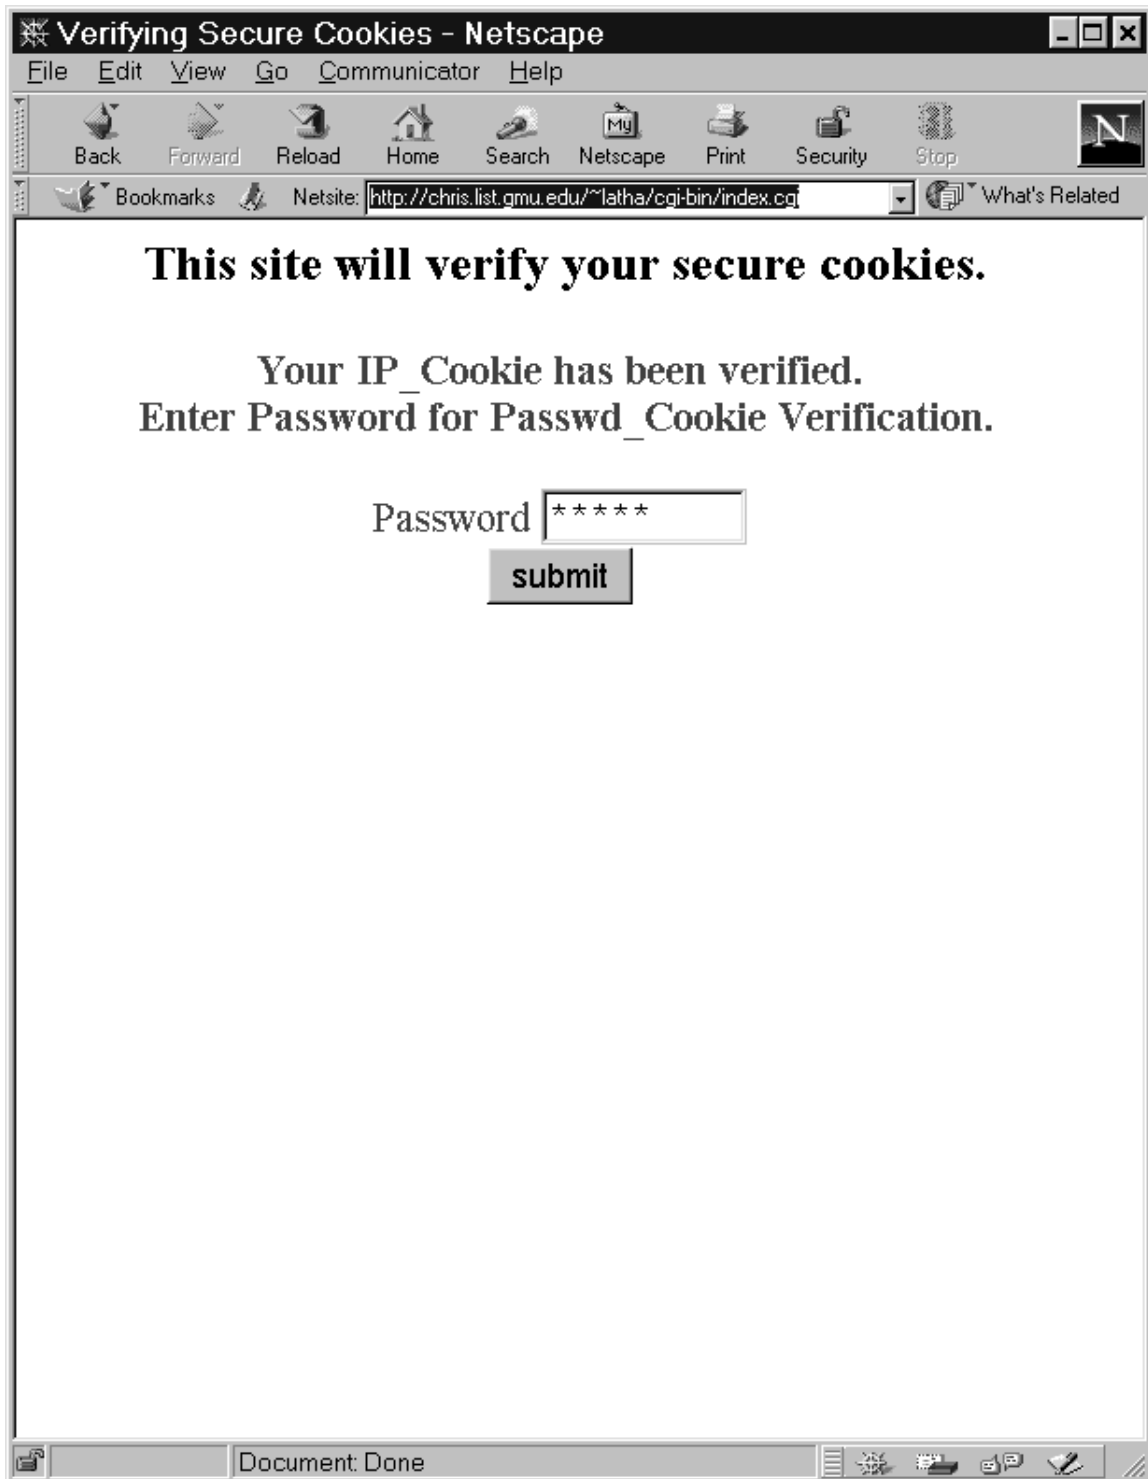 Verifying Secure Cookies - Netscape
File Edit View Go Communicator Help
Back Forward Reload Home Search Netscape Print Security Stop
My
N
Bookmarks Netsite: http://chris.list.gmu.edu/~latha/cgi-bin/index.cgi What's Related
This site will verify your secure cookies.
Your IP_Cookie has been verified.
Enter Password for Passwd_Cookie Verification.
Password *****
submit
Document: Done